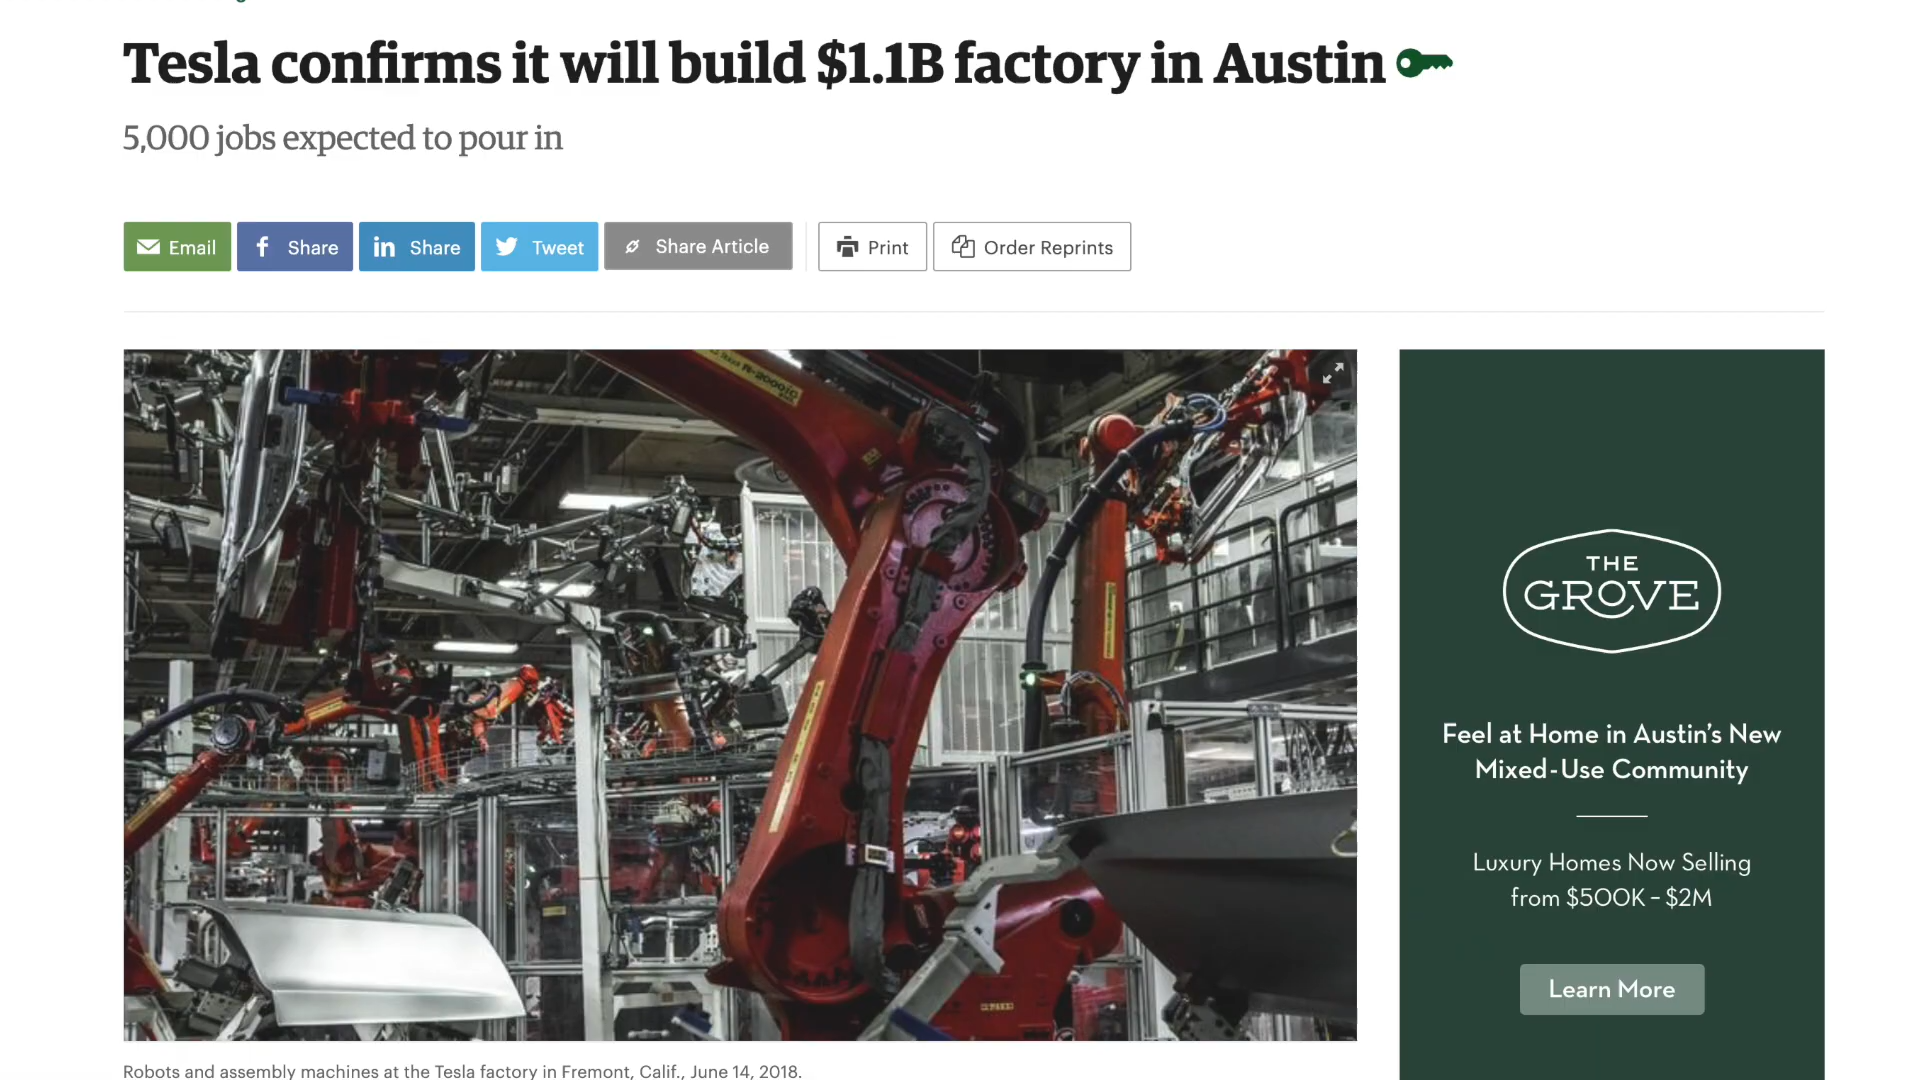 Tesla confirms it will build $1.1B factory in Austin
5,000 jobs expected to pour in
Email
Share
Share
Tweet
Share Article
Print
Order Reprints
R-2000iC
THE
GROVE
Feel at Home in Austin's New
Mixed-Use Community
Luxury Homes Now Selling
from $500K – $2M
Learn More
Robots and assembly machines at the Tesla factory in Fremont, Calif., June 14, 2018.